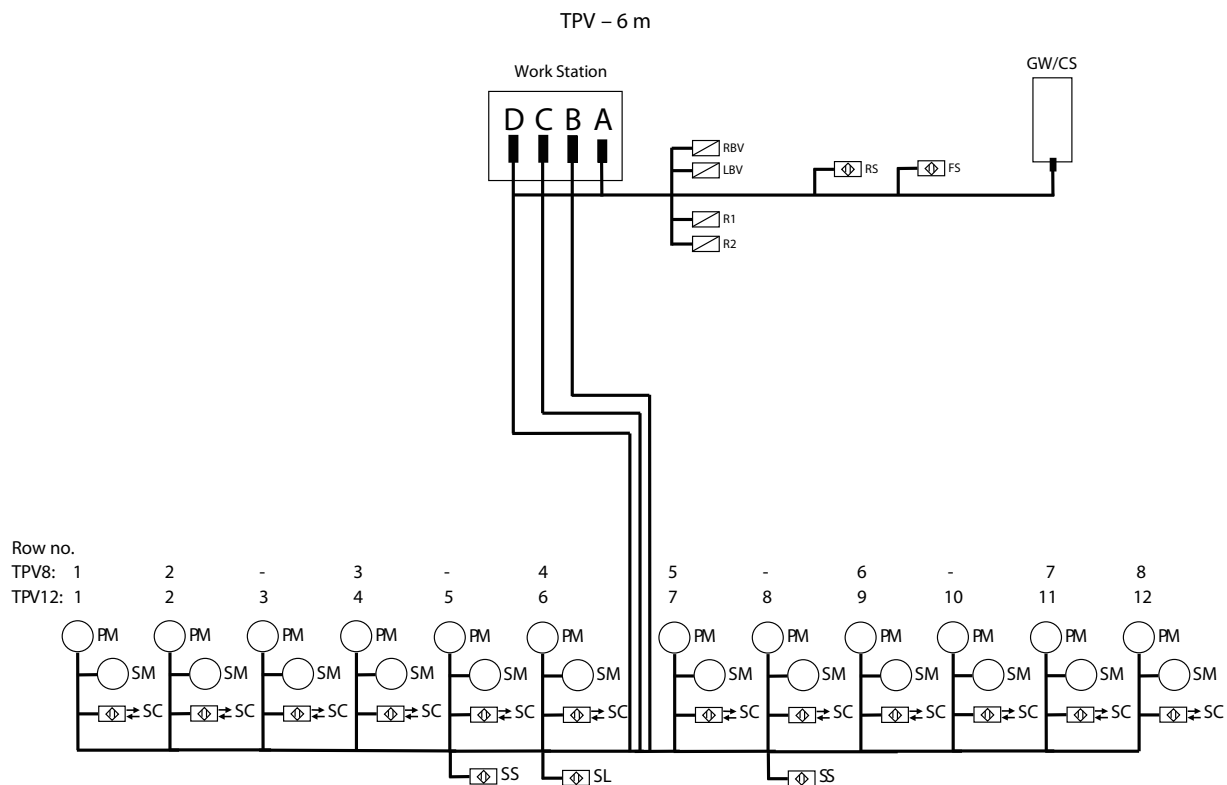 TPV – 6 m
Work Station
GW/CS
D C B A
RBV
LBV
RS
FS
R1
R2
Row no.
TPV8: 1 2 - 3 - 4 5 - 6 - 7 8
TPV12: 1 2 3 4 5 6 7 8 9 10 11 12
PM PM PM PM PM PM PM PM PM PM PM PM
SM SM SM SM SM SM SM SM SM SM SM SM
SC SC SC SC SC SC SC SC SC SC SC SC
SS SL SS